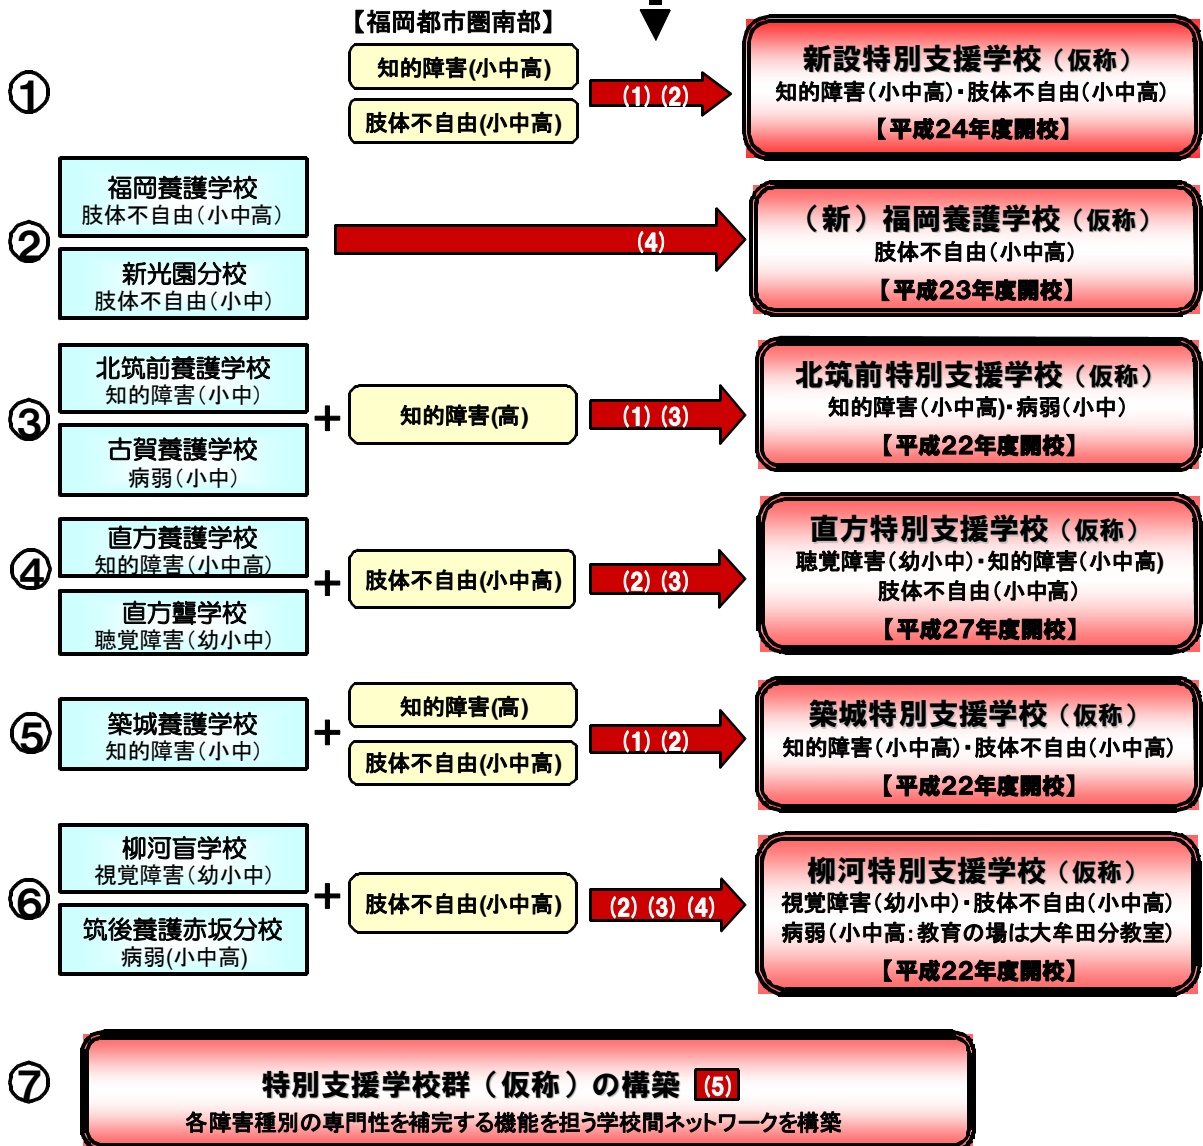 【福岡都市圏南部】
①
知的障害(小中高)
肢体不自由(小中高)
(1) (2)
新設特別支援学校（仮称）
知的障害（小中高）・肢体不自由（小中高）
【平成24年度開校】
②
福岡養護学校
肢体不自由（小中高）
新光園分校
肢体不自由（小中）
(4)
（新）福岡養護学校（仮称）
肢体不自由（小中高）
【平成23年度開校】
③
北筑前養護学校
知的障害（小中）
古賀養護学校
病弱（小中）
+
知的障害(高)
(1) (3)
北筑前特別支援学校（仮称）
知的障害（小中高）・病弱（小中）
【平成22年度開校】
④
直方養護学校
知的障害（小中高）
直方聾学校
聴覚障害（幼小中）
+
肢体不自由(小中高)
(2) (3)
直方特別支援学校（仮称）
聴覚障害（幼小中）・知的障害（小中高）
肢体不自由（小中高）
【平成27年度開校】
⑤
築城養護学校
知的障害（小中）
+
知的障害(高)
肢体不自由(小中高)
(1) (2)
築城特別支援学校（仮称）
知的障害（小中高）・肢体不自由（小中高）
【平成22年度開校】
⑥
柳河盲学校
視覚障害（幼小中）
筑後養護赤坂分校
病弱(小中高)
+
肢体不自由(小中高)
(2) (3) (4)
柳河特別支援学校（仮称）
視覚障害（幼小中）・肢体不自由（小中高）
病弱（小中高：教育の場は大牟田分教室）
【平成22年度開校】
⑦
特別支援学校群（仮称）の構築 (5)
各障害種別の専門性を補完する機能を担う学校間ネットワークを構築